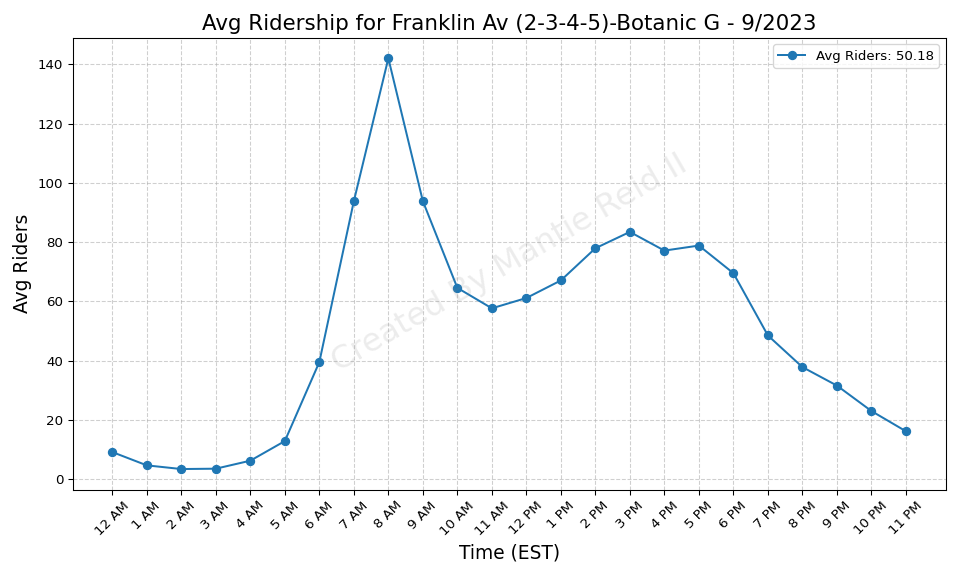 Avg Ridership for Franklin Av (2-3-4-5)-Botanic G - 9/2023
Avg Riders: 50.18
Avg Riders
140
120
100
80
60
40
20
0
Created By Mantie Reid II
12 AM
1 AM
2 AM
3 AM
4 AM
5 AM
6 AM
7 AM
8 AM
9 AM
10 AM
11 AM
12 PM
1 PM
2 PM
3 PM
4 PM
5 PM
6 PM
7 PM
8 PM
9 PM
10 PM
11 PM
Time (EST)